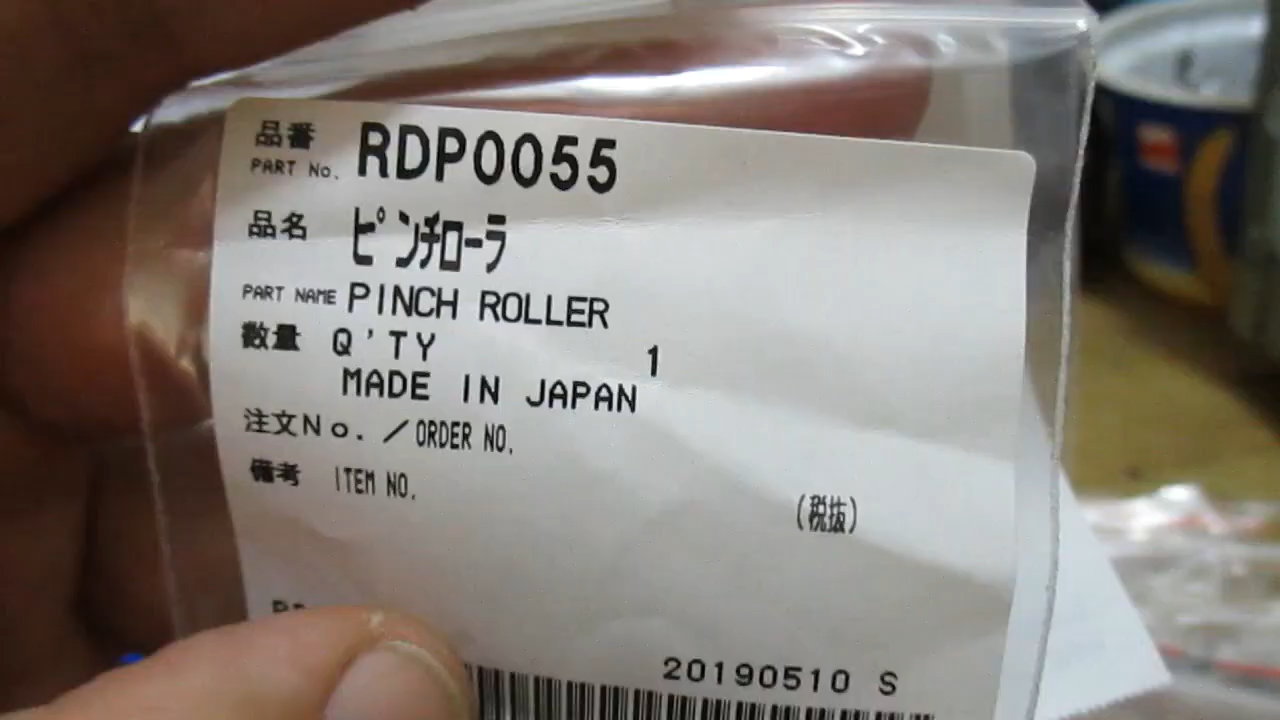 品番
PART No. RDP0055
品名 ピンチローラ
PART NAME PINCH ROLLER
数量 Q'TY 1
MADE IN JAPAN
注文No.／ORDER NO.
備考 ITEM NO.
(税抜)
20190510 S